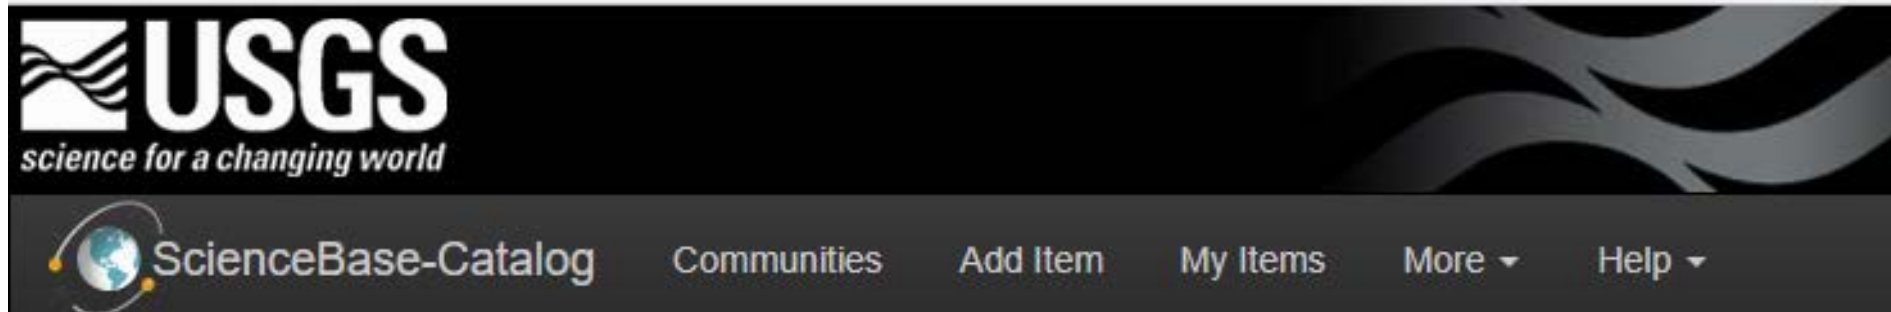 USGS
science for a changing world
ScienceBase-Catalog Communities Add Item My Items More Help